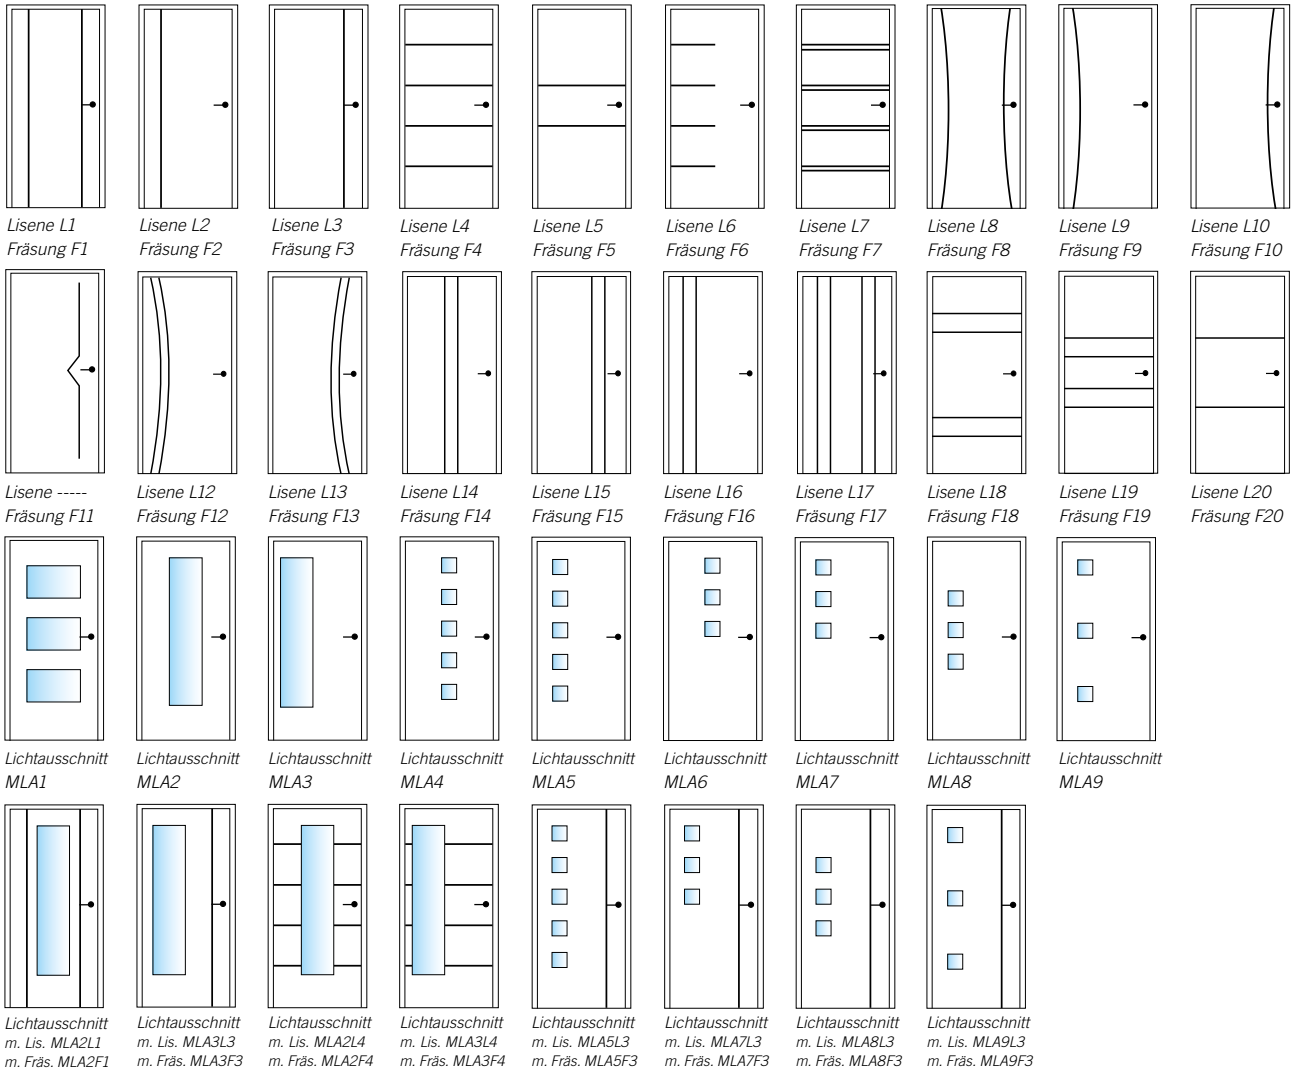 Lisene L1
Fräsung F1
Lisene L2
Fräsung F2
Lisene L3
Fräsung F3
Lisene L4
Fräsung F4
Lisene L5
Fräsung F5
Lisene L6
Fräsung F6
Lisene L7
Fräsung F7
Lisene L8
Fräsung F8
Lisene L9
Fräsung F9
Lisene L10
Fräsung F10
Lisene -----
Fräsung F11
Lisene L12
Fräsung F12
Lisene L13
Fräsung F13
Lisene L14
Fräsung F14
Lisene L15
Fräsung F15
Lisene L16
Fräsung F16
Lisene L17
Fräsung F17
Lisene L18
Fräsung F18
Lisene L19
Fräsung F19
Lisene L20
Fräsung F20
Lichtausschnitt
MLA1
Lichtausschnitt
MLA2
Lichtausschnitt
MLA3
Lichtausschnitt
MLA4
Lichtausschnitt
MLA5
Lichtausschnitt
MLA6
Lichtausschnitt
MLA7
Lichtausschnitt
MLA8
Lichtausschnitt
MLA9
Lichtausschnitt
m. Lis. MLA2L1
m. Fräs. MLA2F1
Lichtausschnitt
m. Lis. MLA3L3
m. Fräs. MLA3F3
Lichtausschnitt
m. Lis. MLA2L4
m. Fräs. MLA2F4
Lichtausschnitt
m. Lis. MLA3L4
m. Fräs. MLA3F4
Lichtausschnitt
m. Lis. MLA5L3
m. Fräs. MLA5F3
Lichtausschnitt
m. Lis. MLA7L3
m. Fräs. MLA7F3
Lichtausschnitt
m. Lis. MLA8L3
m. Fräs. MLA8F3
Lichtausschnitt
m. Lis. MLA9L3
m. Fräs. MLA9F3